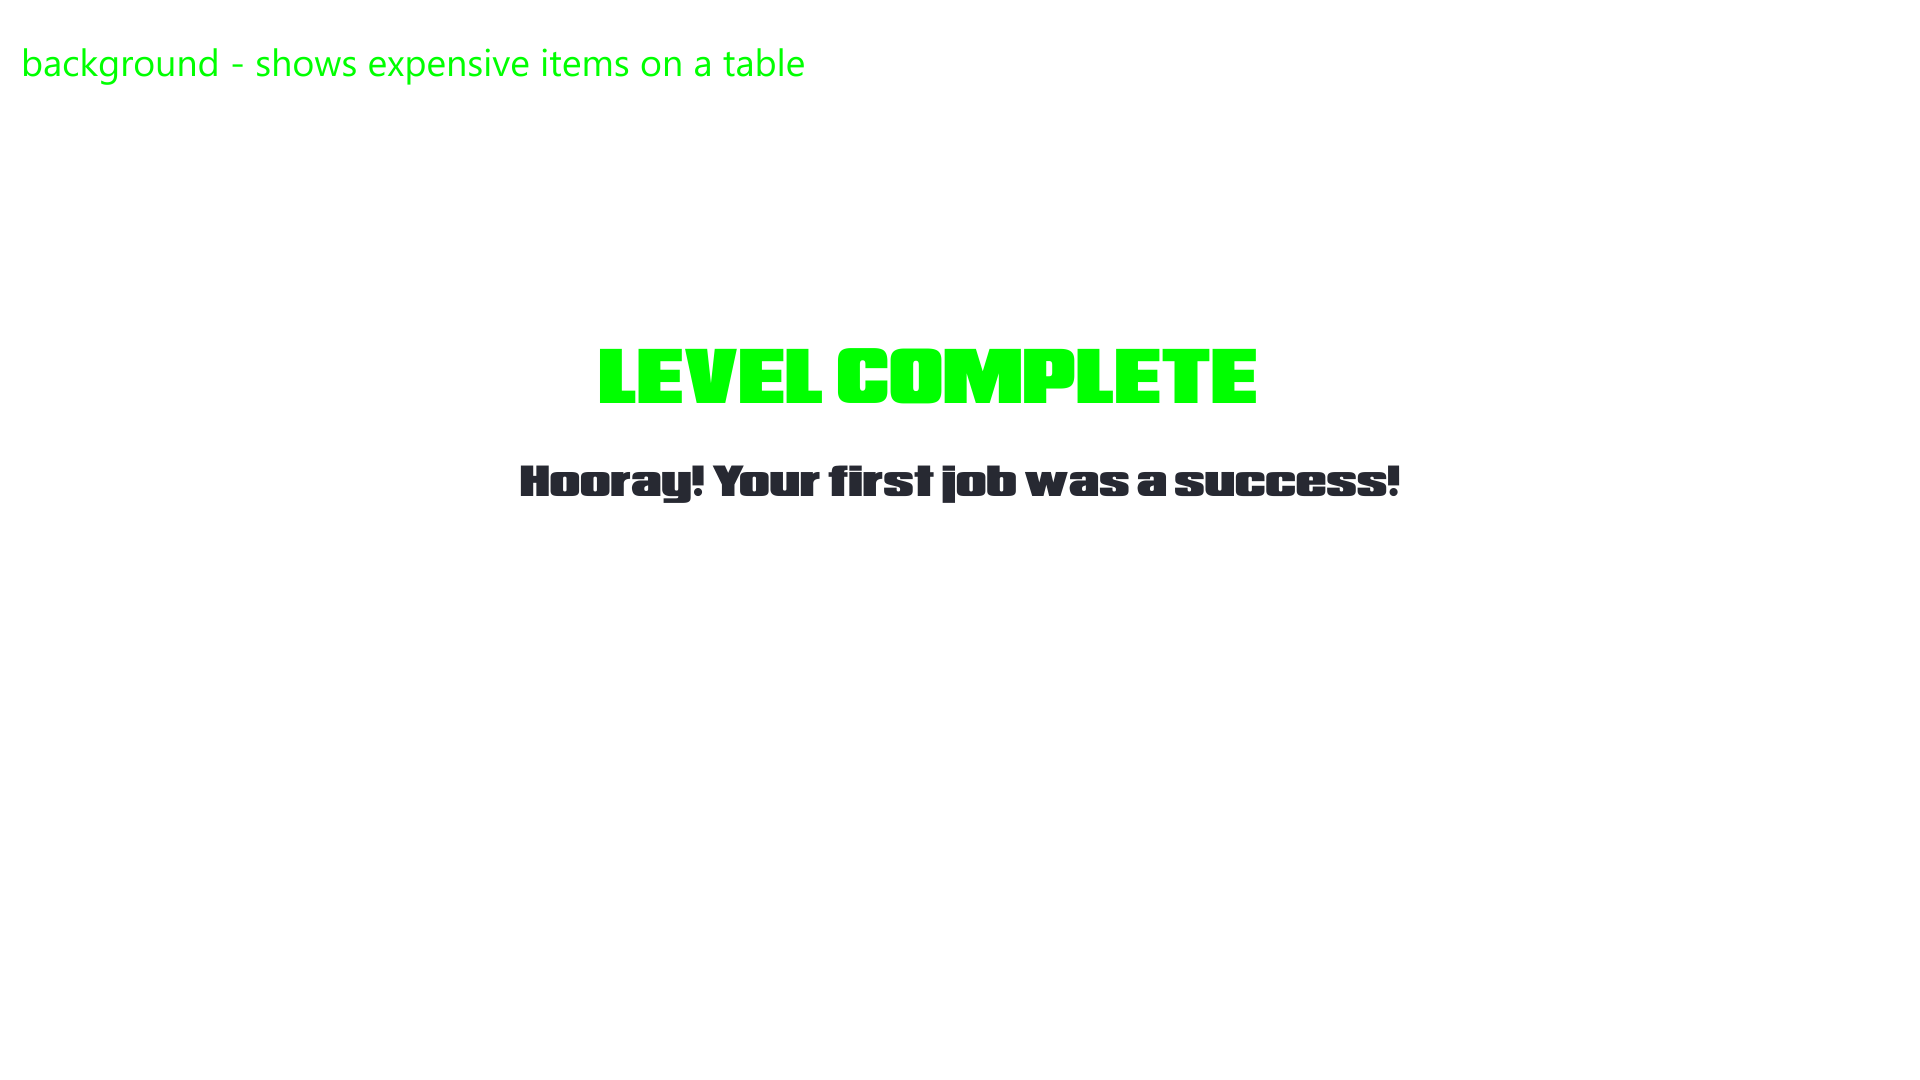 background - shows expensive items on a table
LEVEL COMPLETE
Hooray! Your first job was a success!